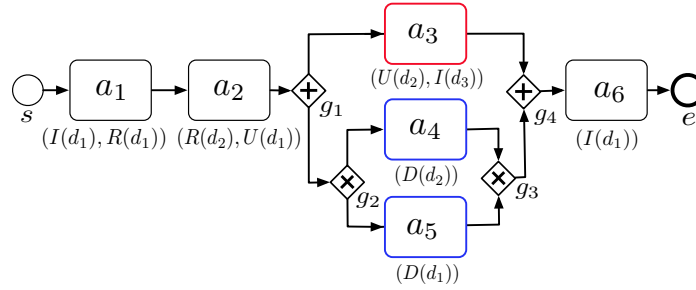 a3
(U(d2), I(d3))
s
a1
(I(d1), R(d1))
a2
(R(d2), U(d1))
g1
g2
a4
(D(d2))
a5
(D(d1))
g3
g4
a6
(I(d1))
e